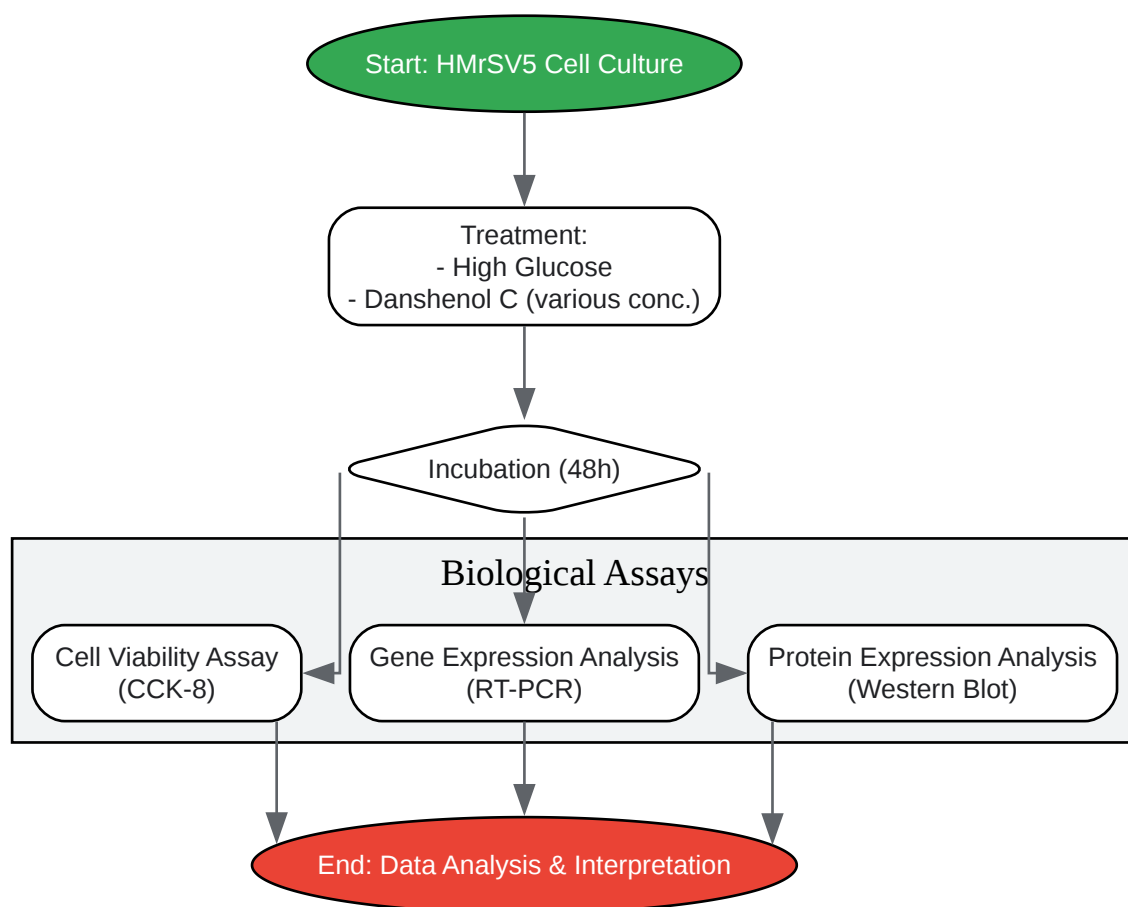 Start: HMrSV5 Cell Culture
Treatment:
- High Glucose
- Danshenol C (various conc.)
Incubation (48h)
Biological Assays
Cell Viability Assay
(CCK-8)
Gene Expression Analysis
(RT-PCR)
Protein Expression Analysis
(Western Blot)
End: Data Analysis & Interpretation